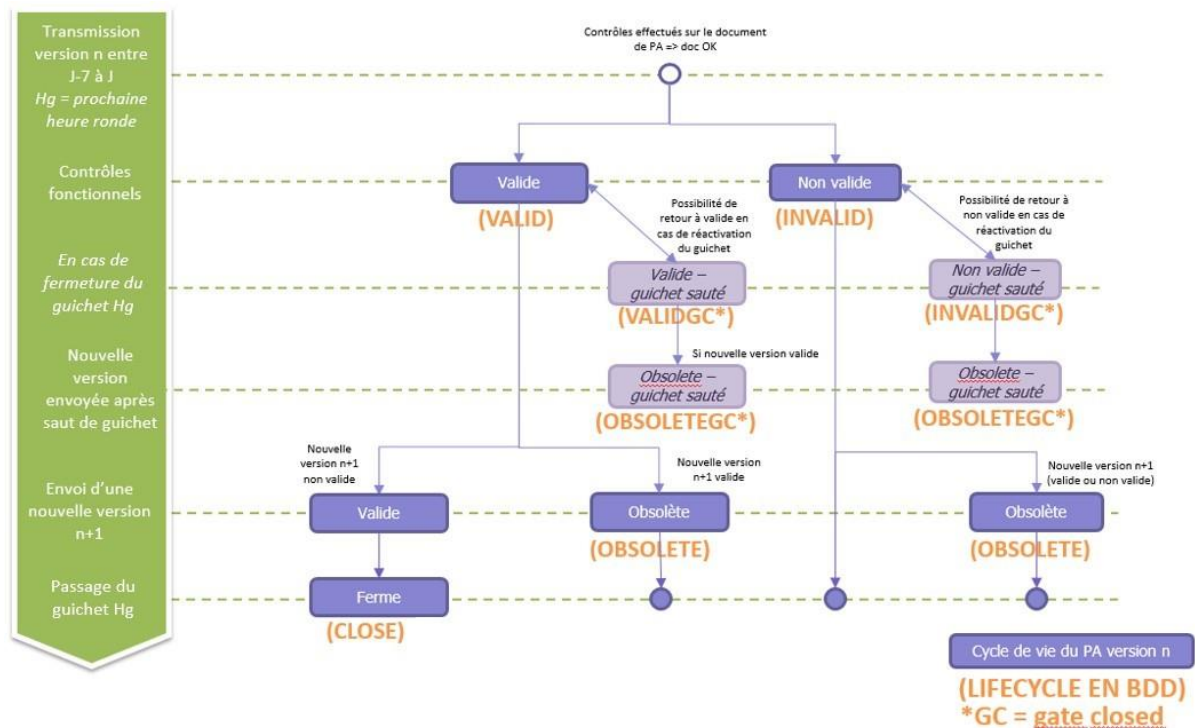 Transmission
version n entre
J-7 à J
Hg = prochaine
heure ronde
Contrôles effectués sur le document
de PA => doc OK
Contrôles
fonctionnels
Valide
(VALID)
Non valide
(INVALID)
Possibilité de
retour à valide en
cas de réactivation
du guichet
Possibilité de
retour à
non valide en cas de
réactivation du
guichet
En cas de
fermeture du
guichet Hg
Valide –
guichet sauté
(VALIDGC*)
Non valide –
guichet sauté
(INVALIDGC*)
Nouvelle
version
envoyée après
saut de guichet
Si nouvelle version valide
Obsolete –
guichet sauté
(OBSOLETEGC*)
Obsolete –
guichet sauté
(OBSOLETEGC*)
Envoi d’une
nouvelle version
n+1
Nouvelle
version n+1
non valide
Valide
Nouvelle version
n+1 valide
Obsolète
(OBSOLETE)
Nouvelle version n+1
(valide ou non valide)
Obsolète
(OBSOLETE)
Passage du
guichet Hg
Ferme
(CLOSE)
Cycle de vie du PA version n
(LIFECYCLE EN BDD)
*GC = gate closed